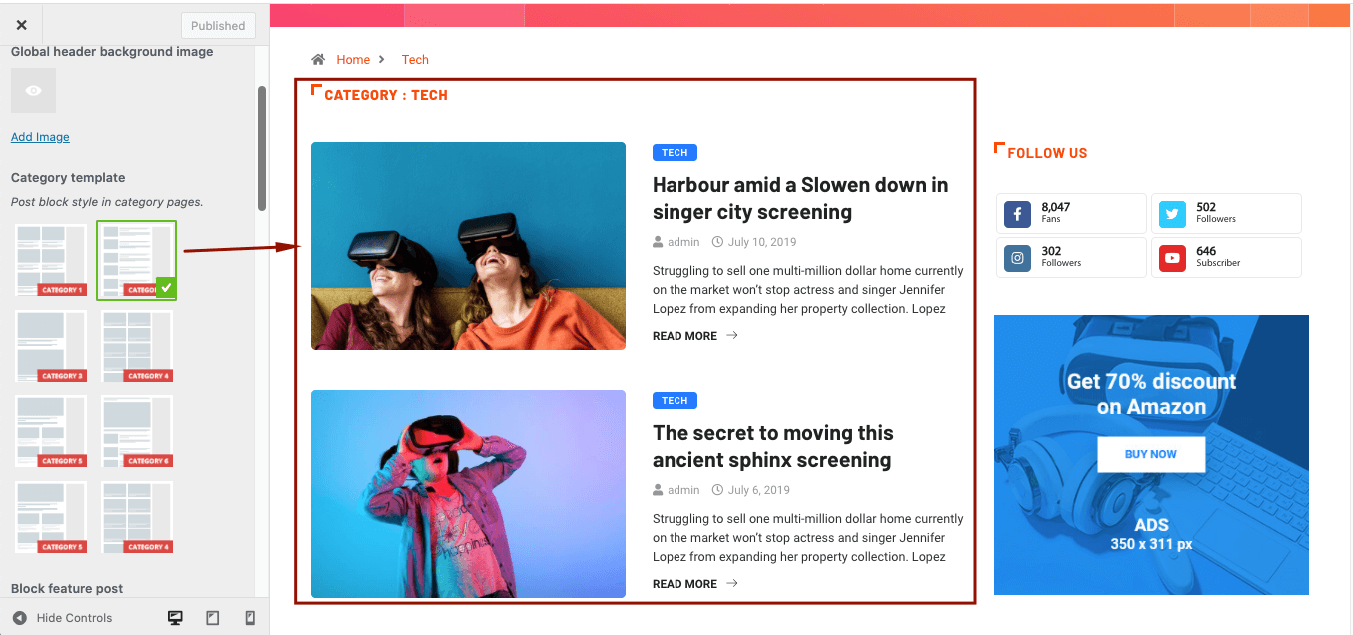 Published
Global header background image
Add Image
Category template
Post block style in category pages.
CATEGORY 1
CATEGO
CATEGORY 3
CATEGORY 4
CATEGORY 5
CATEGORY 6
CATEGORY 5
CATEGORY 4
Block feature post
Hide Controls
Home
Tech
CATEGORY : TECH
TECH
Harbour amid a Slowen down in
singer city screening
admin
July 10, 2019
Struggling to sell one multi-million dollar home currently
on the market won't stop actress and singer Jennifer
Lopez from expanding her property collection. Lopez
READ MORE
TECH
The secret to moving this
ancient sphinx screening
admin
July 6, 2019
Struggling to sell one multi-million dollar home currently
on the market won't stop actress and singer Jennifer
Lopez from expanding her property collection. Lopez
READ MORE
FOLLOW US
8,047
Fans
502
Followers
302
Followers
646
Subscriber
Get 70% discount
on Amazon
BUY NOW
ADS
350 x 311 px